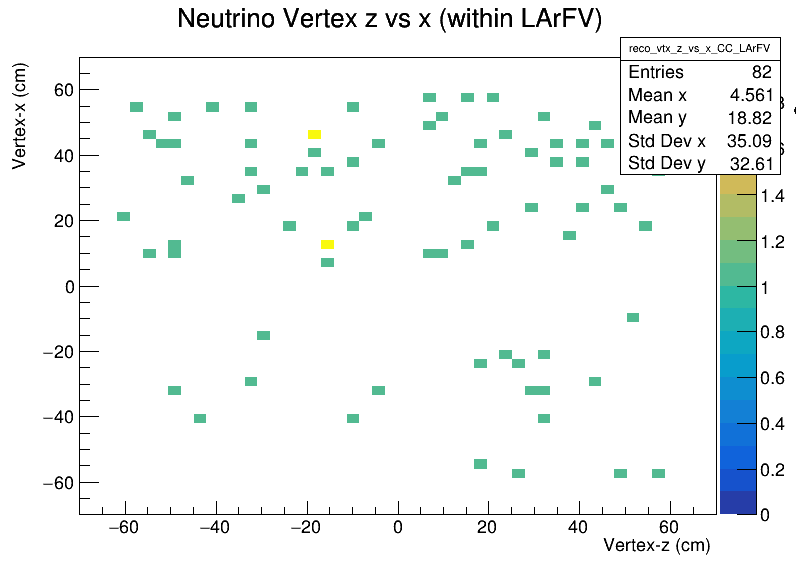 Neutrino Vertex z vs x (within LArFV)
reco_vtx_z_vs_x_CC_LArFV
Entries 82
Mean x 4.561
Mean y 18.82
Std Dev x 35.09
Std Dev y 32.61
Vertex-x (cm)
60
40
20
0
−20
−40
−60
1.4
1.2
1
0.8
0.6
0.4
0.2
0
−60 −40 −20 0 20 40 60
Vertex-z (cm)